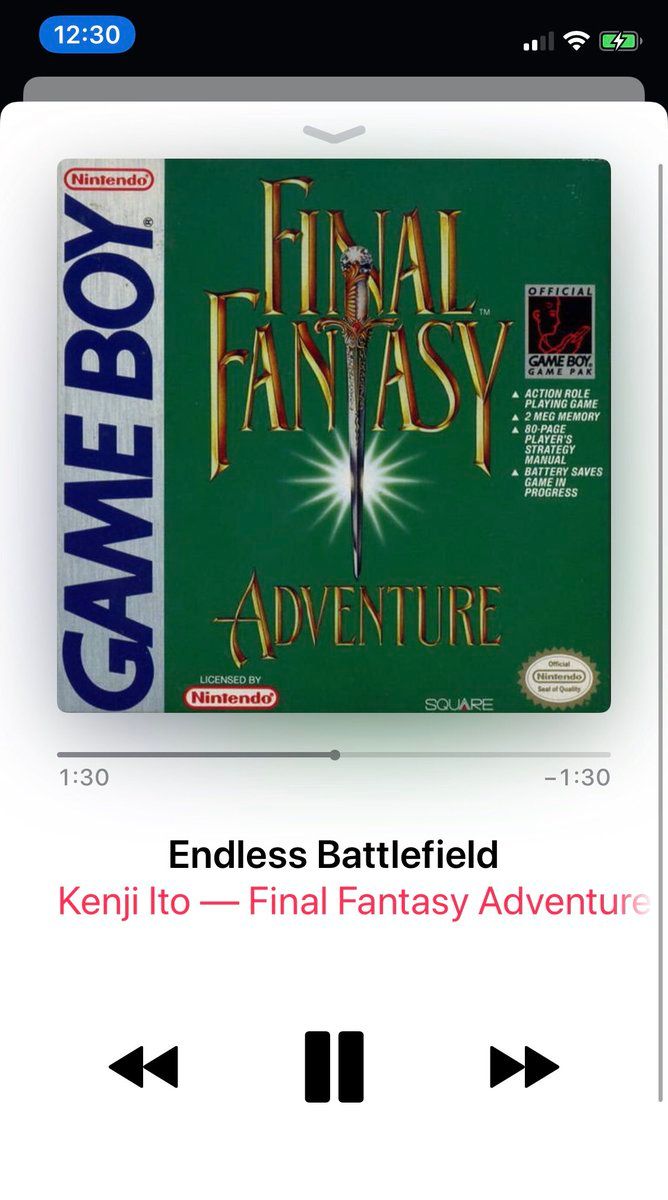 12:30
Nintendo®
GAME BOY®
FINAL
FANTASY™
ADVENTURE
OFFICIAL
GAME BOY®
GAME PAK
▲ ACTION ROLE
PLAYING GAME
▲ 2 MEG MEMORY
▲ 80-PAGE
PLAYER'S
STRATEGY
MANUAL
▲ BATTERY SAVES
GAME IN
PROGRESS
LICENSED BY
Nintendo®
SQUARE
Official
Nintendo
Seal of Quality
1:30
−1:30
Endless Battlefield
Kenji Ito — Final Fantasy Adventure